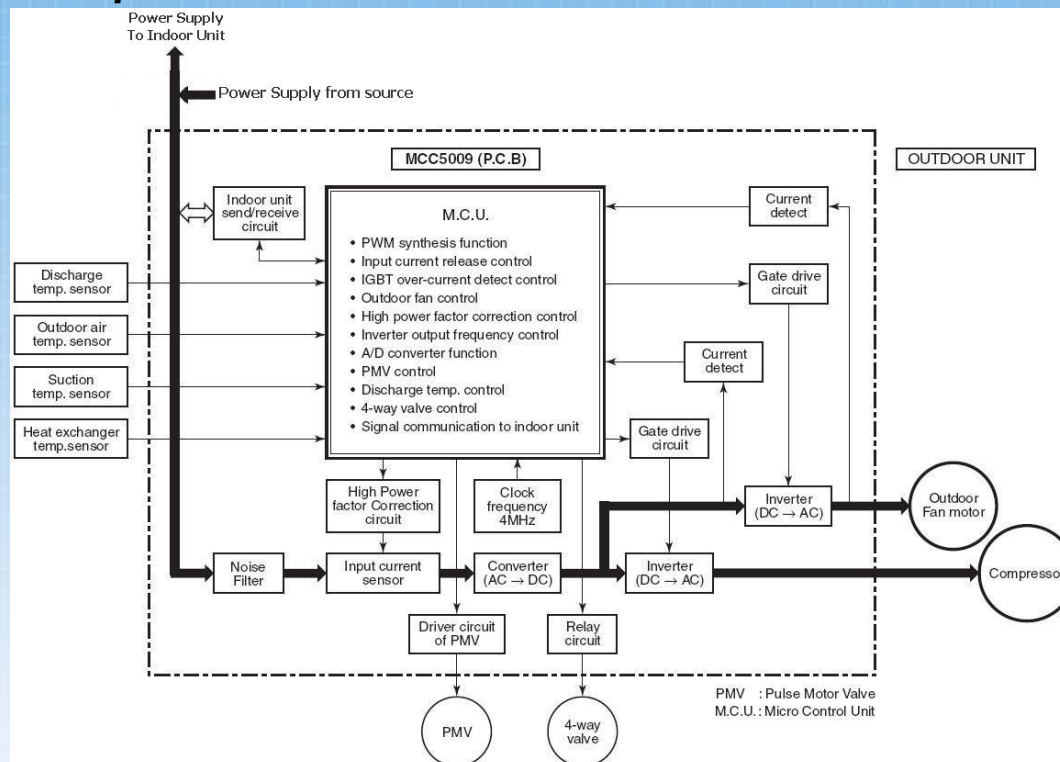 Power Supply
To Indoor Unit
Power Supply from source
MCC5009 (P.C.B)
OUTDOOR UNIT
Indoor unit
send/receive
circuit
M.C.U.
• PWM synthesis function
• Input current release control
• IGBT over-current detect control
• Outdoor fan control
• High power factor correction control
• Inverter output frequency control
• A/D converter function
• PMV control
• Discharge temp. control
• 4-way valve control
• Signal communication to indoor unit
Current
detect
Gate drive
circuit
Current
detect
Gate drive
circuit
Discharge
temp. sensor
Outdoor air
temp. sensor
Suction
temp. sensor
Heat exchanger
temp.sensor
High Power
factor Correction
circuit
Clock
frequency
4MHz
Inverter
(DC → AC)
Outdoor
Fan motor
Noise
Filter
Input current
sensor
Converter
(AC → DC)
Inverter
(DC → AC)
Compresso
Driver circuit
of PMV
Relay
circuit
PMV
4-way
valve
PMV : Pulse Motor Valve
M.C.U. : Micro Control Unit